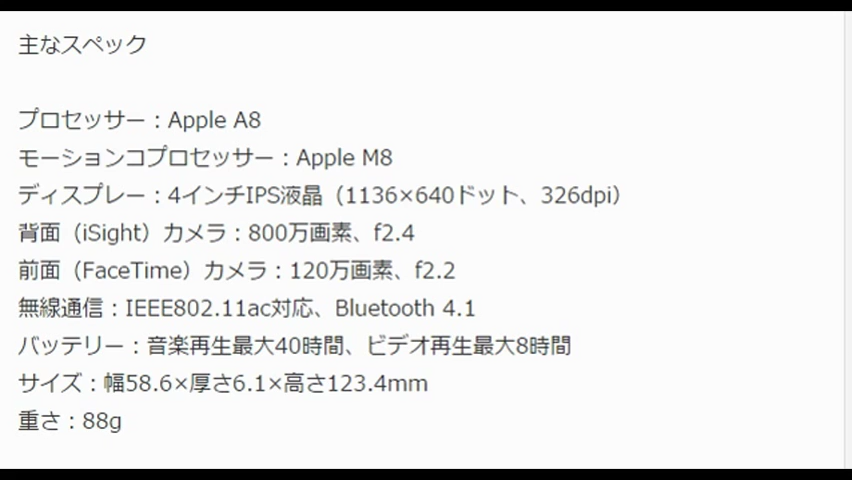 主なスペック
プロセッサー：Apple A8
モーションコプロセッサー：Apple M8
ディスプレー：4インチIPS液晶（1136×640ドット、326dpi）
背面（iSight）カメラ：800万画素、f2.4
前面（FaceTime）カメラ：120万画素、f2.2
無線通信：IEEE802.11ac対応、Bluetooth 4.1
バッテリー：音楽再生最大40時間、ビデオ再生最大8時間
サイズ：幅58.6×厚さ6.1×高さ123.4mm
重さ：88g